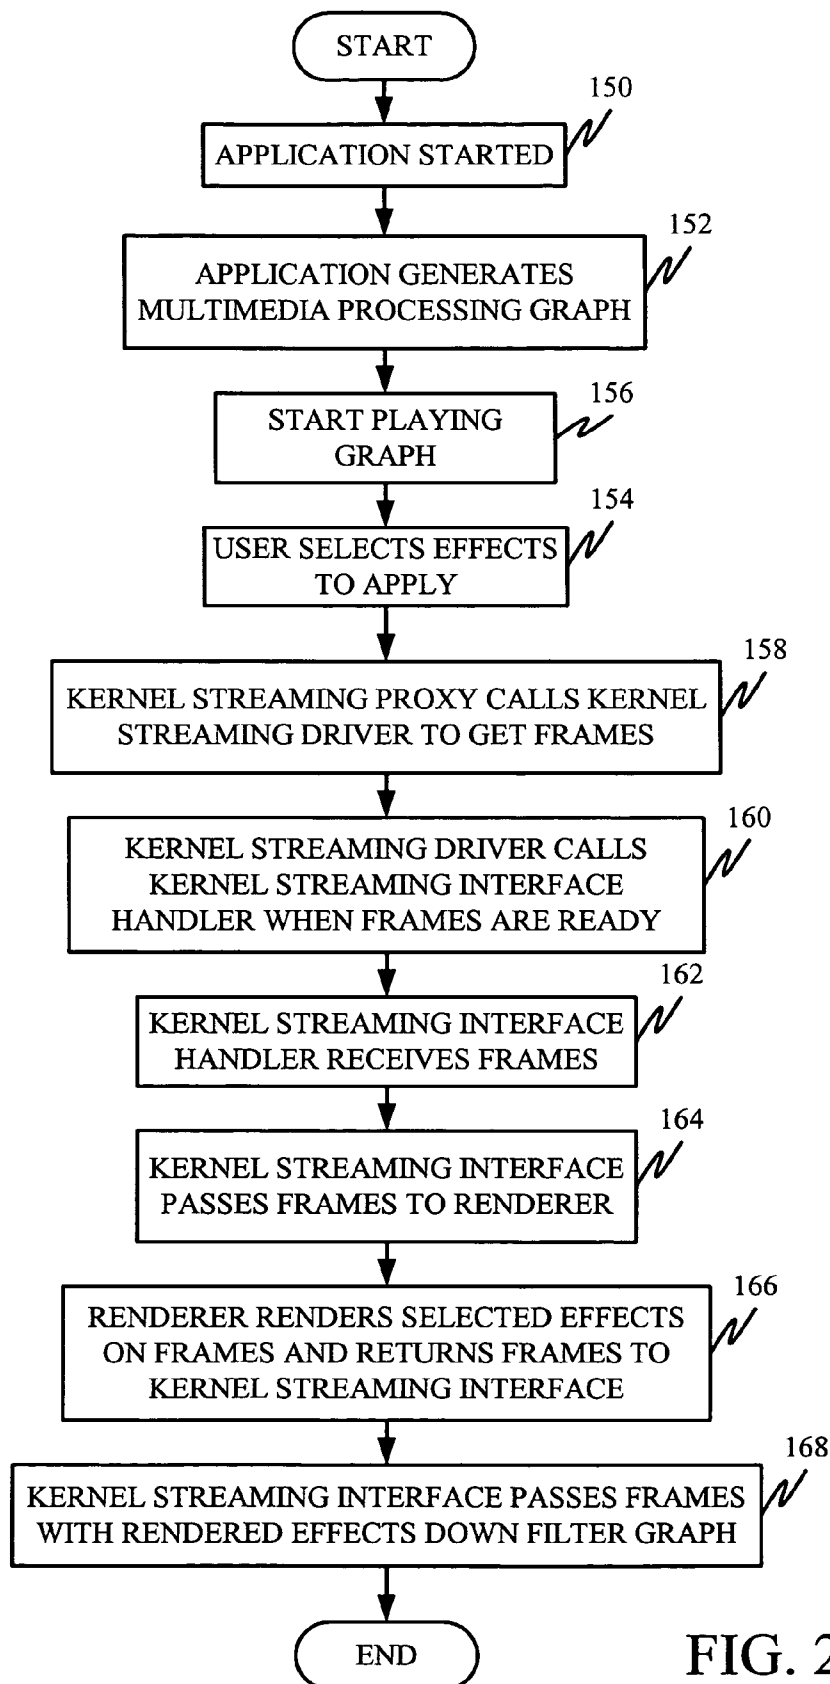 START
150
APPLICATION STARTED
152
APPLICATION GENERATES
MULTIMEDIA PROCESSING GRAPH
156
START PLAYING
GRAPH
154
USER SELECTS EFFECTS
TO APPLY
158
KERNEL STREAMING PROXY CALLS KERNEL
STREAMING DRIVER TO GET FRAMES
160
KERNEL STREAMING DRIVER CALLS
KERNEL STREAMING INTERFACE
HANDLER WHEN FRAMES ARE READY
162
KERNEL STREAMING INTERFACE
HANDLER RECEIVES FRAMES
164
KERNEL STREAMING INTERFACE
PASSES FRAMES TO RENDERER
166
RENDERER RENDERS SELECTED EFFECTS
ON FRAMES AND RETURNS FRAMES TO
KERNEL STREAMING INTERFACE
168
KERNEL STREAMING INTERFACE PASSES FRAMES
WITH RENDERED EFFECTS DOWN FILTER GRAPH
END
FIG. 2